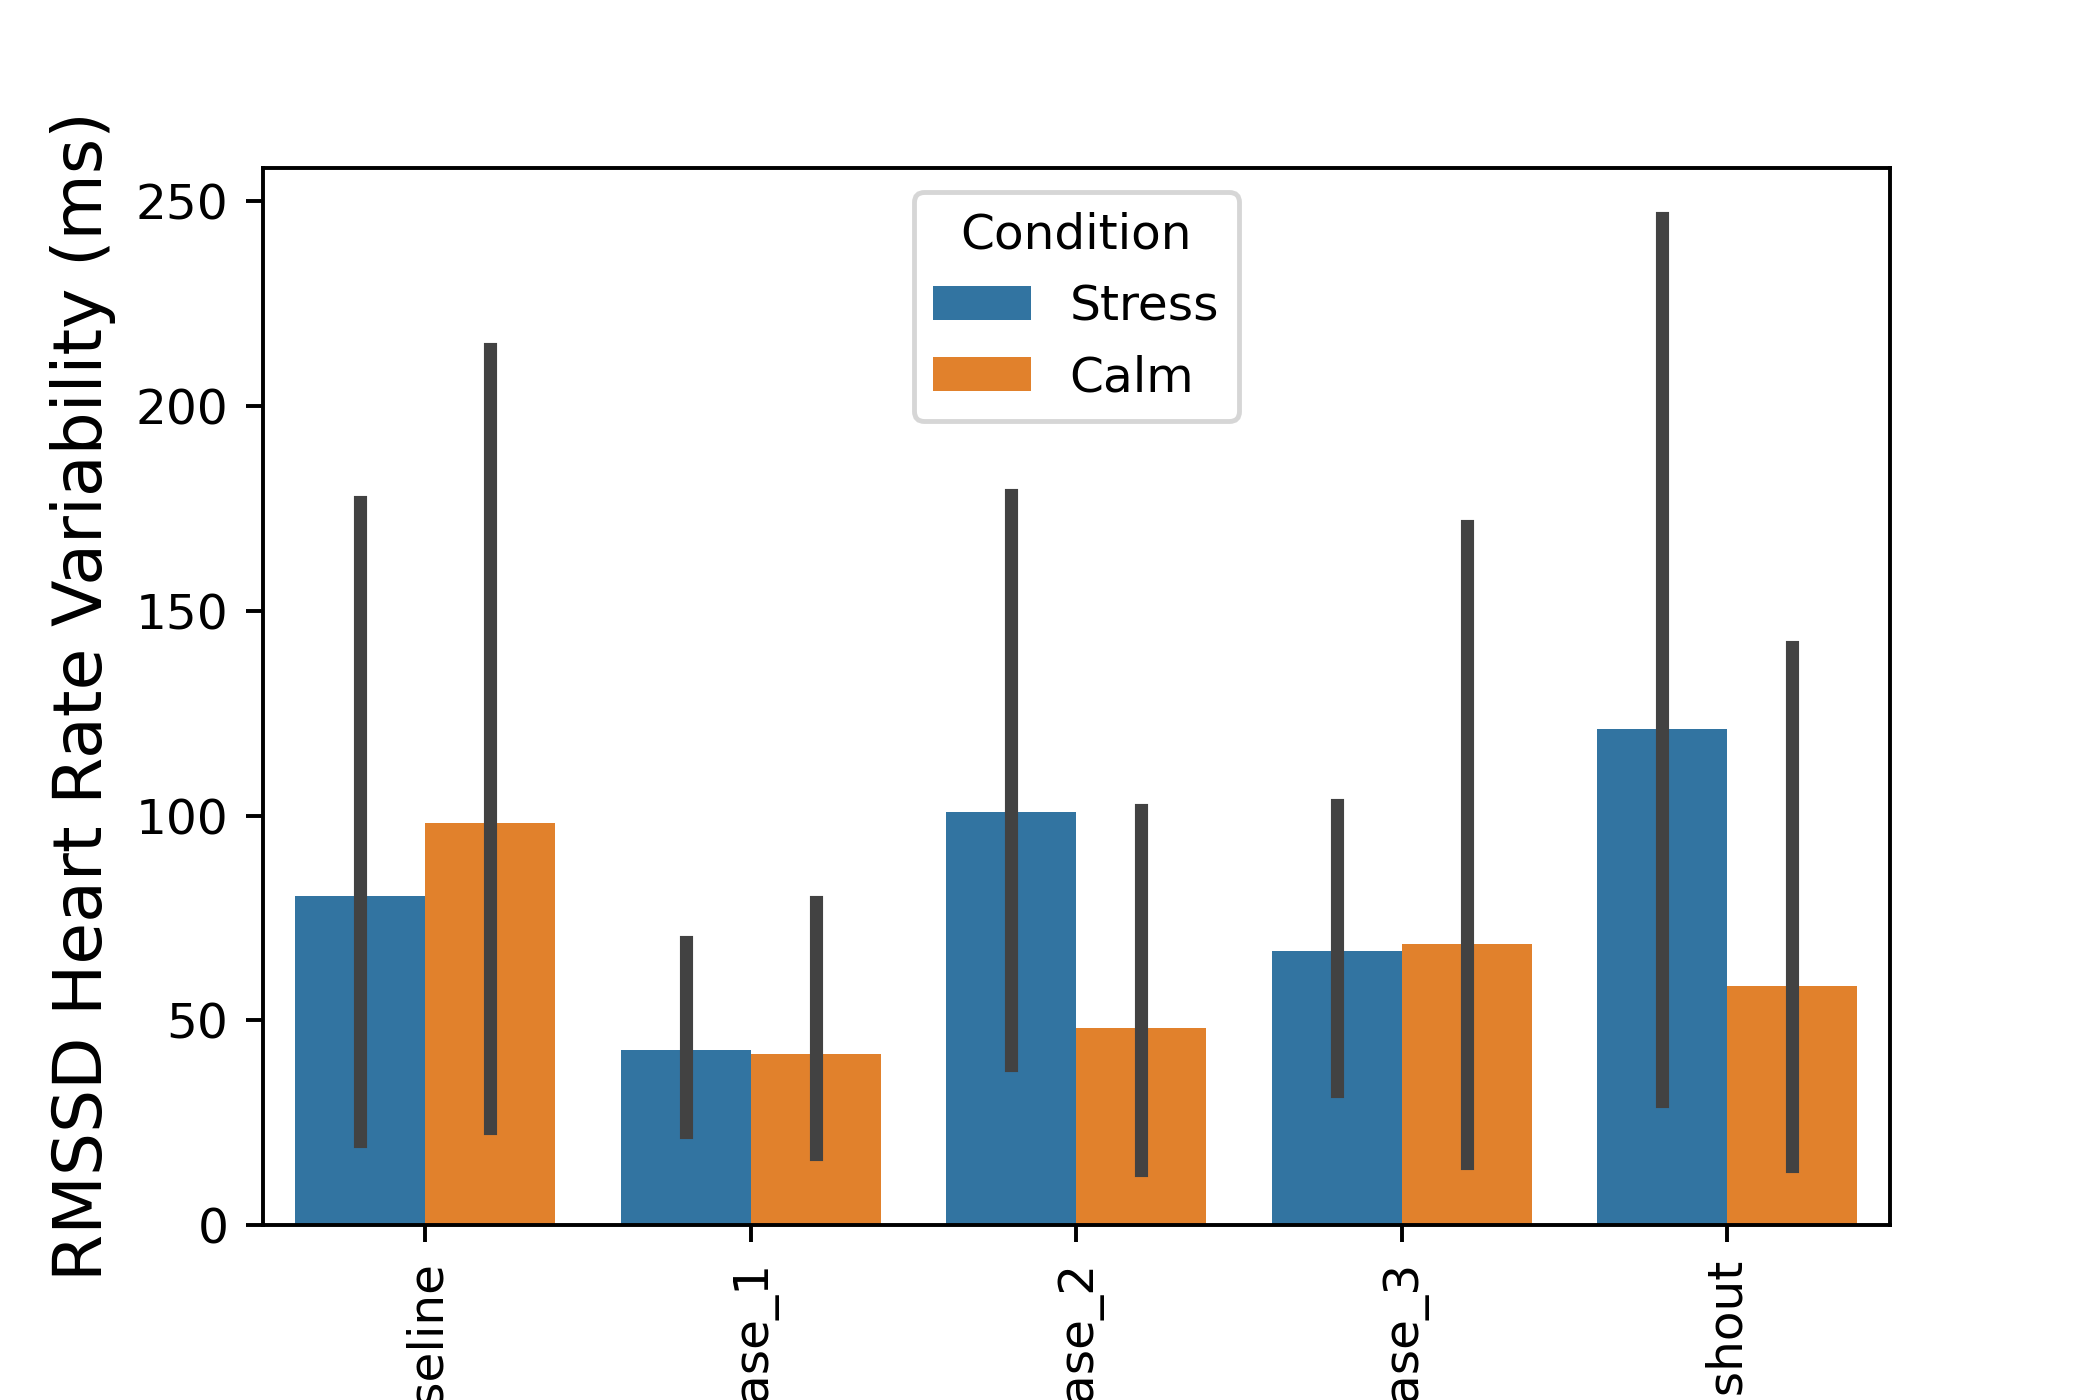 RMSSD Heart Rate Variability (ms)
250
200
150
100
50
0
Condition
Stress
Calm
seline
ase_1
ase_2
ase_3
shout